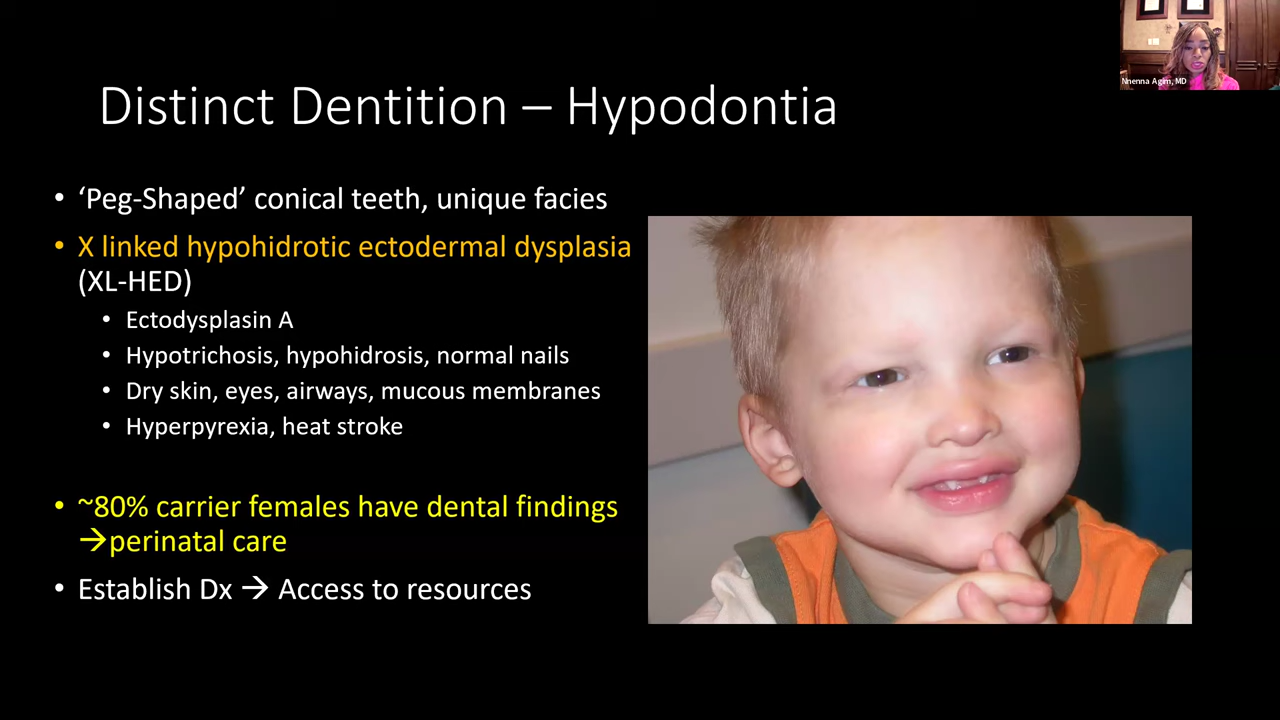 Nnenna Agim, MD
Distinct Dentition – Hypodontia
• ‘Peg-Shaped’ conical teeth, unique facies
• X linked hypohidrotic ectodermal dysplasia
(XL-HED)
• Ectodysplasin A
• Hypotrichosis, hypohidrosis, normal nails
• Dry skin, eyes, airways, mucous membranes
• Hyperpyrexia, heat stroke
• ~80% carrier females have dental findings
→perinatal care
• Establish Dx → Access to resources